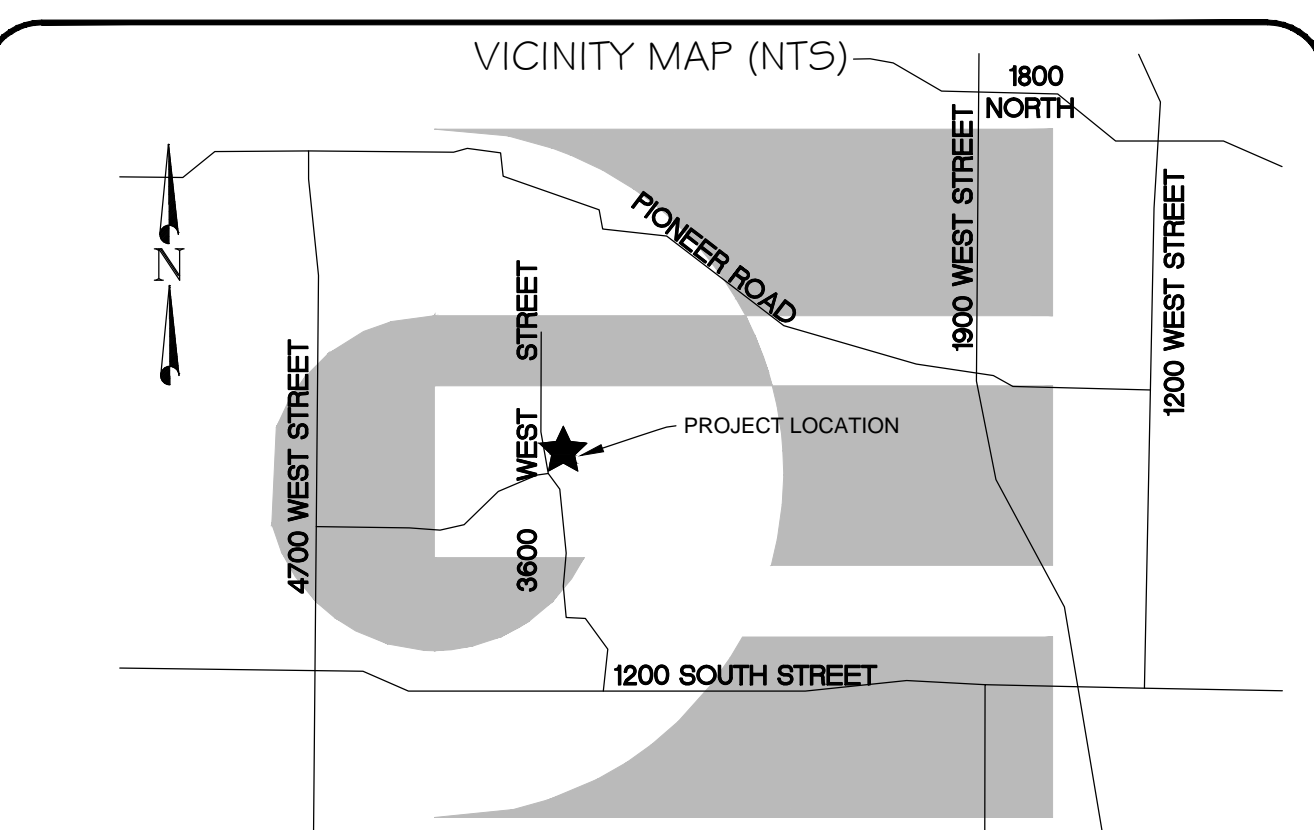 VICINITY MAP (NTS)
1800
NORTH
N
PIONEER ROAD
1900 WEST STREET
1200 WEST STREET
4700 WEST STREET
3600 WEST STREET
PROJECT LOCATION
1200 SOUTH STREET